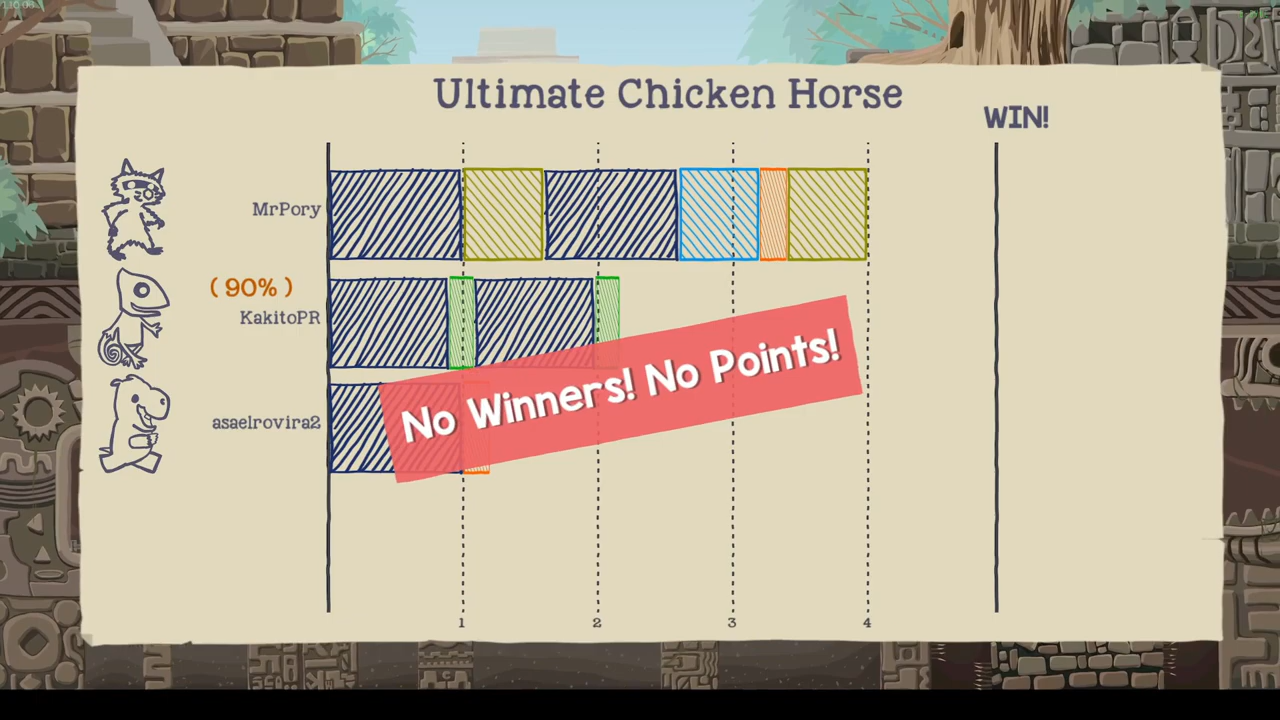 Ultimate Chicken Horse
WIN!
MrPory
( 90% )
KakitoPR
No Winners! No Points!
asaelrovira2
1 2 3 4